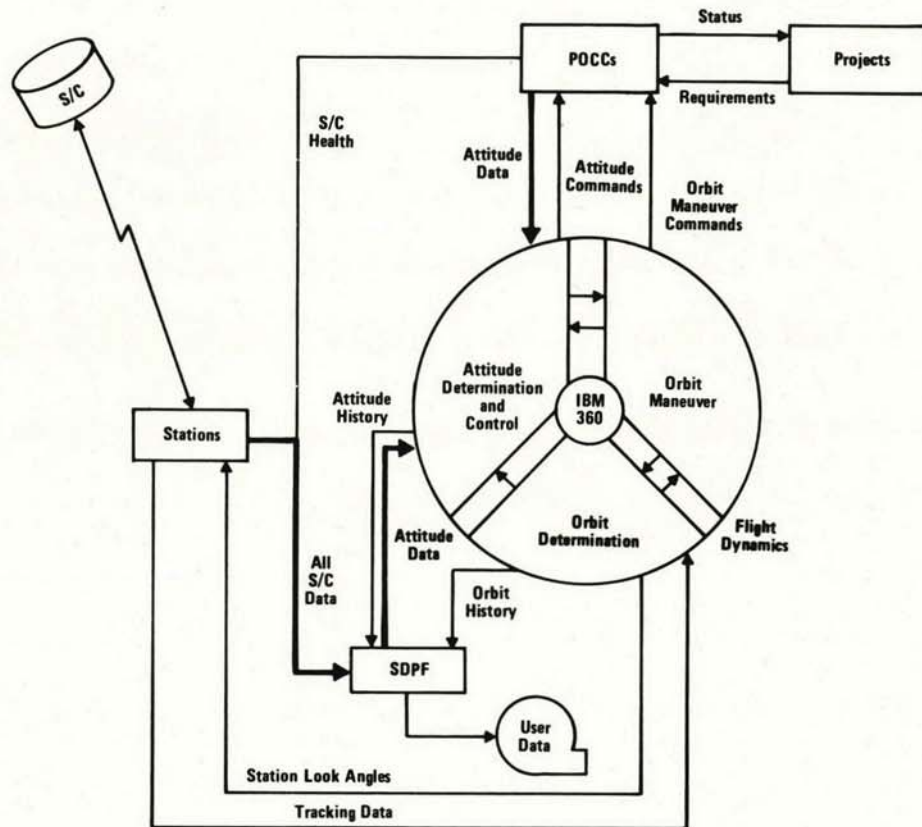 Status
POCCs
Projects
Requirements
S/C
S/C
Health
Attitude
Data
Attitude
Commands
Orbit
Maneuver
Commands
Attitude
History
Attitude
Determination
and
Control
IBM
360
Orbit
Maneuver
Stations
Orbit
Determination
Flight
Dynamics
Attitude
Data
All
S/C
Data
Orbit
History
SDPF
User
Data
Station Look Angles
Tracking Data